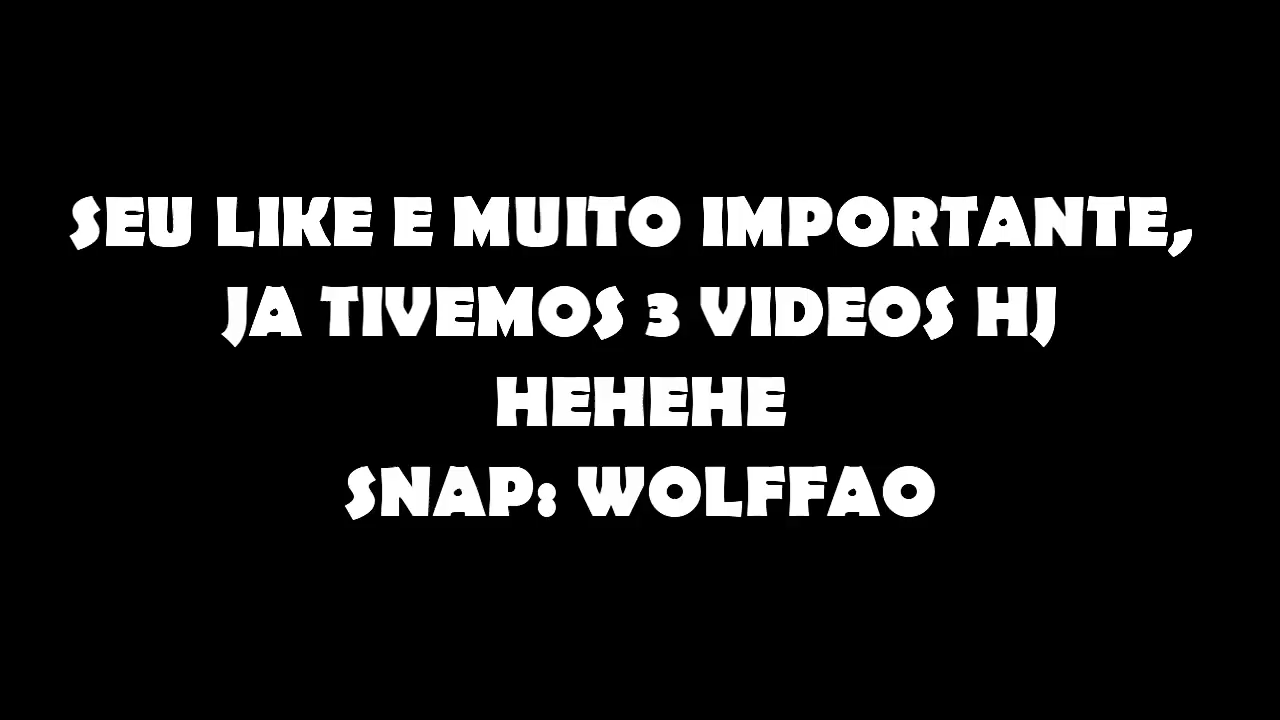 SEU LIKE E MUITO IMPORTANTE,
JA TIVEMOS 3 VIDEOS HJ
HEHEHE
SNAP: WOLFFAO